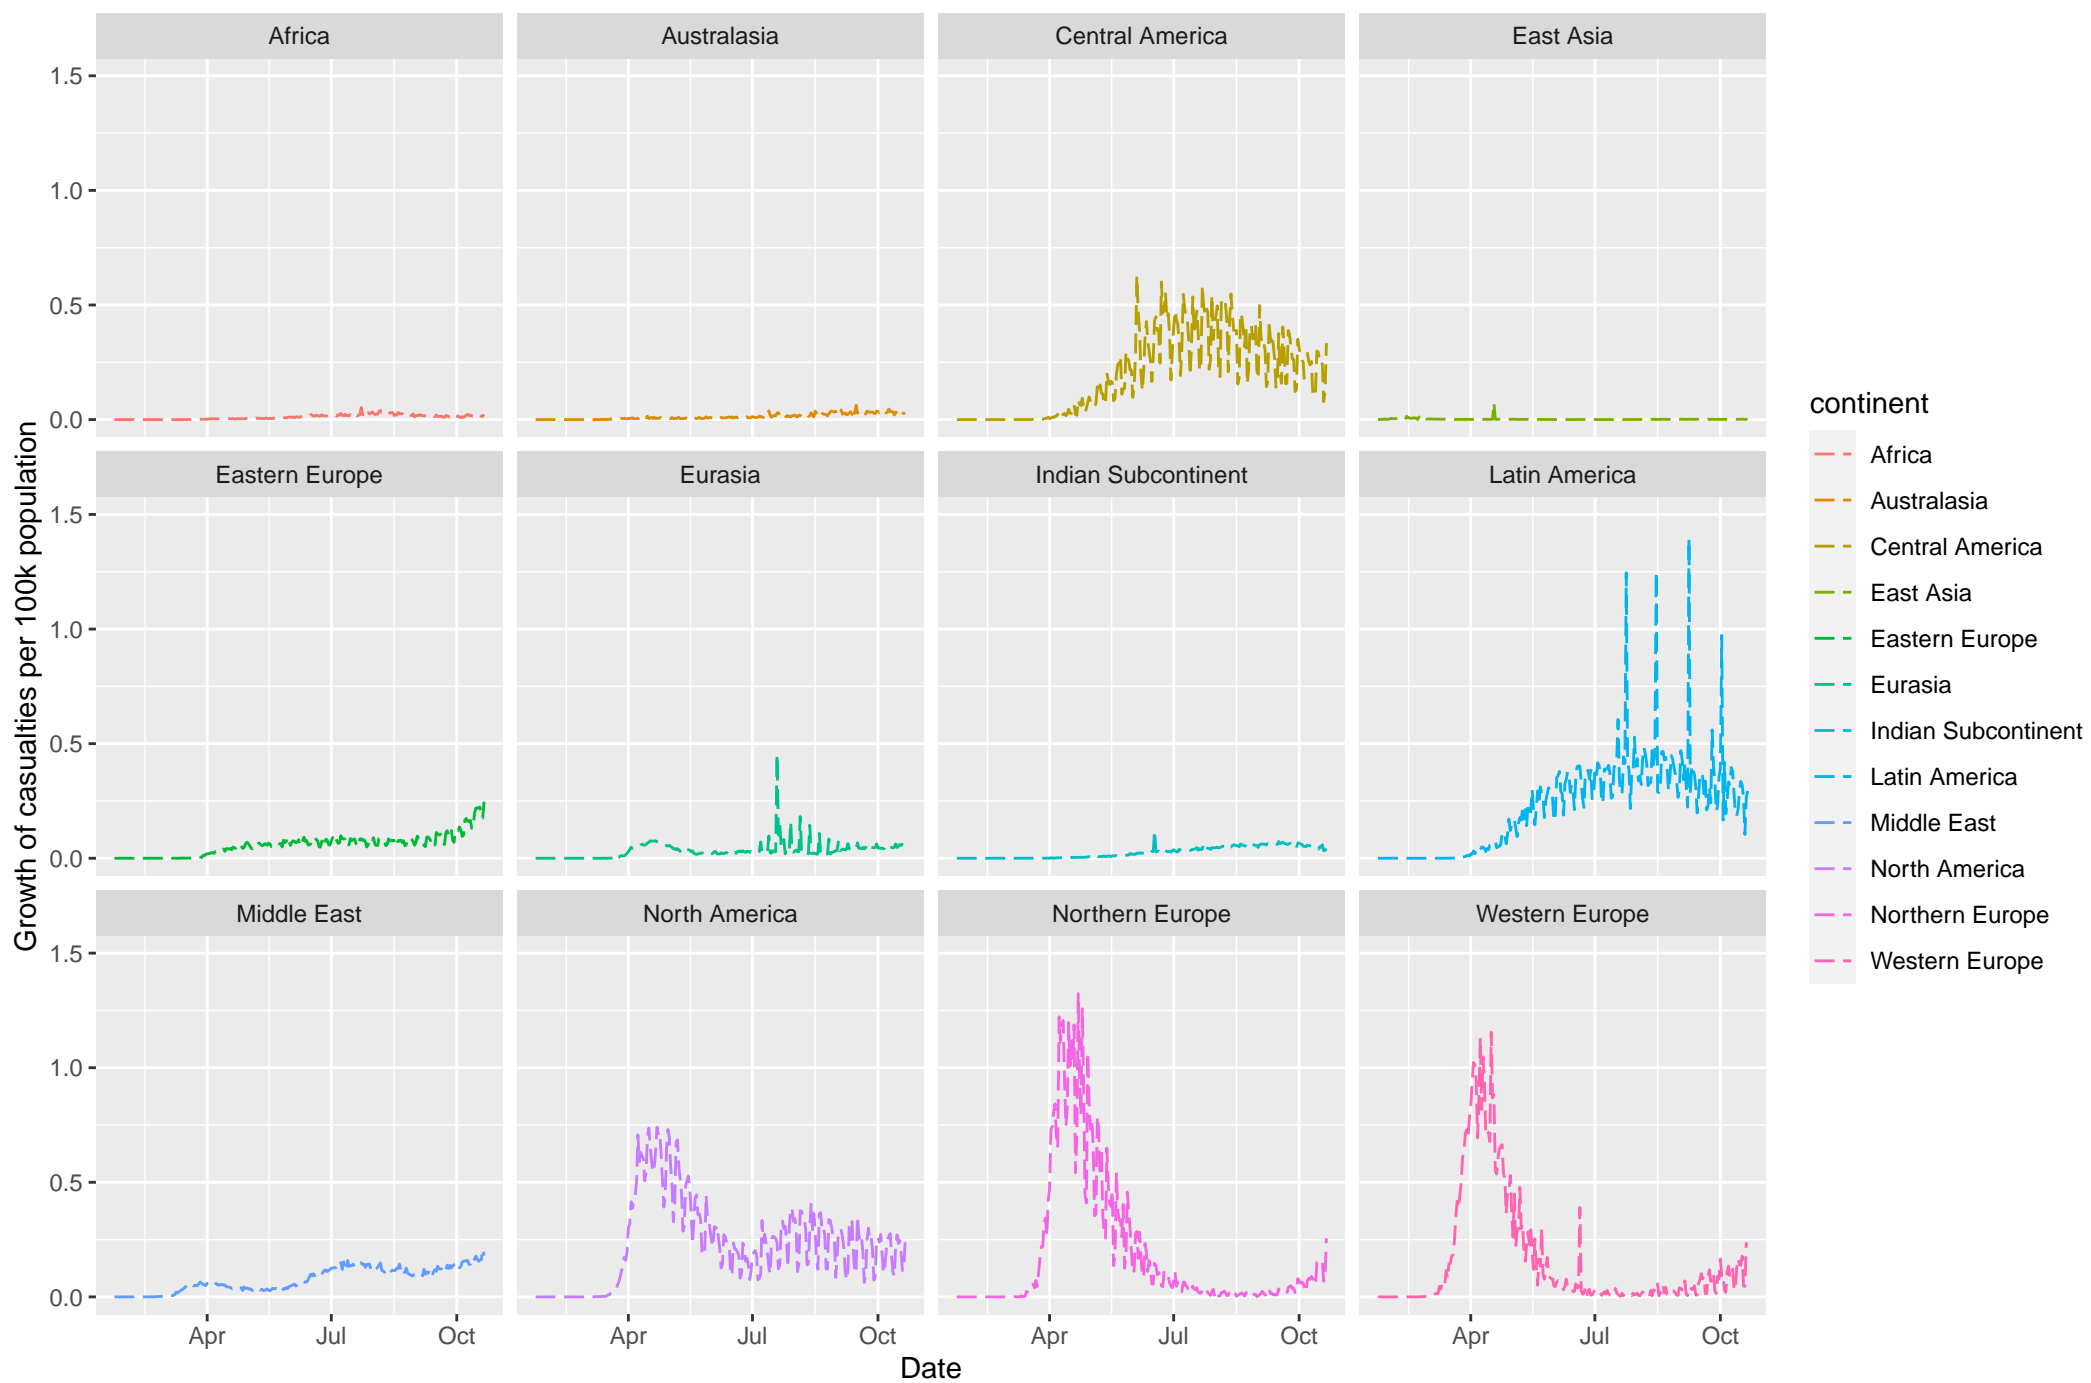 Africa
Australasia
Central America
East Asia
1.5
1.0
0.5
0.0
Eastern Europe
Eurasia
Indian Subcontinent
Latin America
1.5
1.0
0.5
0.0
Middle East
North America
Northern Europe
Western Europe
1.5
1.0
0.5
0.0
Apr Jul Oct
Apr Jul Oct
Apr Jul Oct
Apr Jul Oct
Date
Growth of casualties per 100k population
continent
Africa
Australasia
Central America
East Asia
Eastern Europe
Eurasia
Indian Subcontinent
Latin America
Middle East
North America
Northern Europe
Western Europe